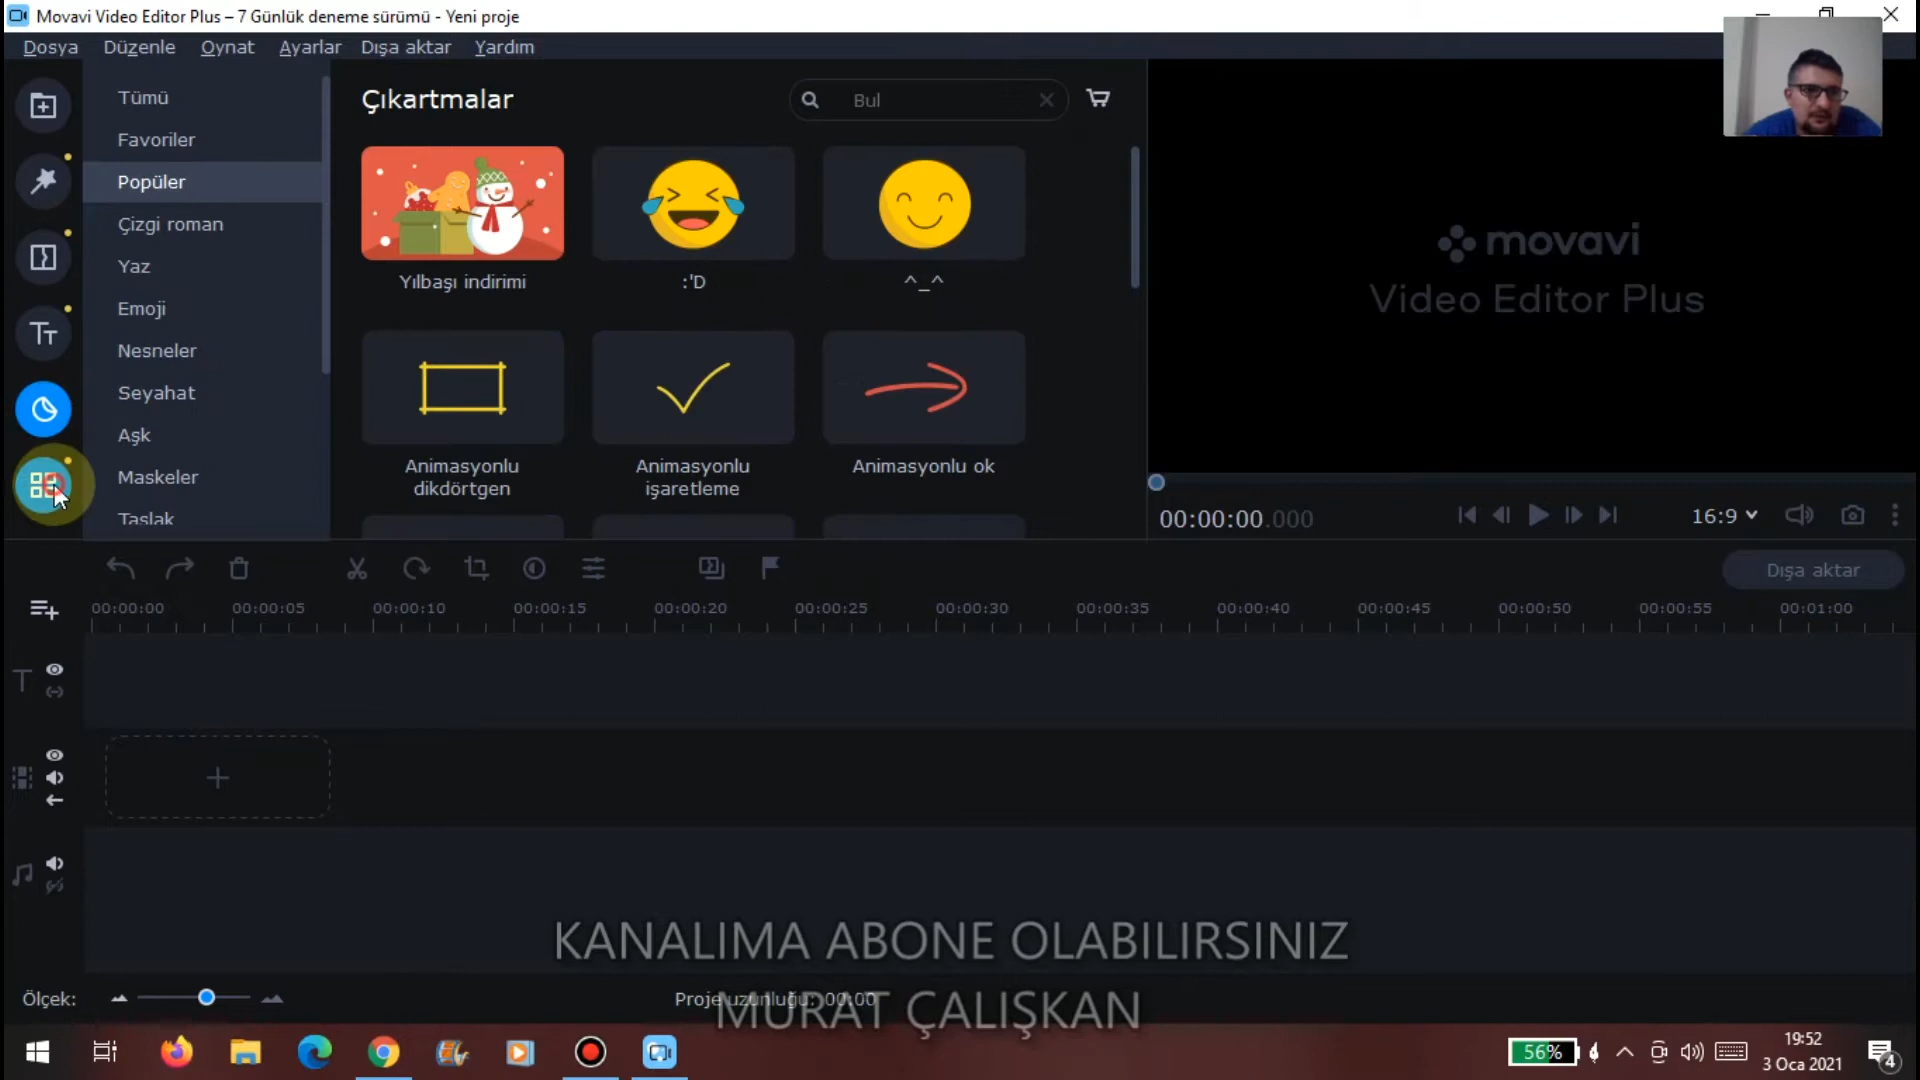 Movavi Video Editor Plus – 7 Günlük deneme sürümü - Yeni proje
Dosya Düzenle Oynat Ayarlar Dışa aktar Yardım
Tümü
Favoriler
Popüler
Çizgi roman
Yaz
Emoji
Nesneler
Seyahat
Aşk
Maskeler
Taslak
Çıkartmalar
Bul
Yılbaşı indirimi
:'D
^_^
Animasyonlu
dikdörtgen
Animasyonlu
işaretleme
Animasyonlu ok
movavi
Video Editor Plus
00:00:00.000
16:9
Dışa aktar
00:00:00 00:00:05 00:00:10 00:00:15 00:00:20 00:00:25 00:00:30 00:00:35 00:00:40 00:00:45 00:00:50 00:00:55 00:01:00
KANALIMA ABONE OLABILIRSINIZ
Ölçek:
Proje uzunluğu: 00:00
MURAT ÇALIŞKAN
56%
19:52
3 Oca 2021
4